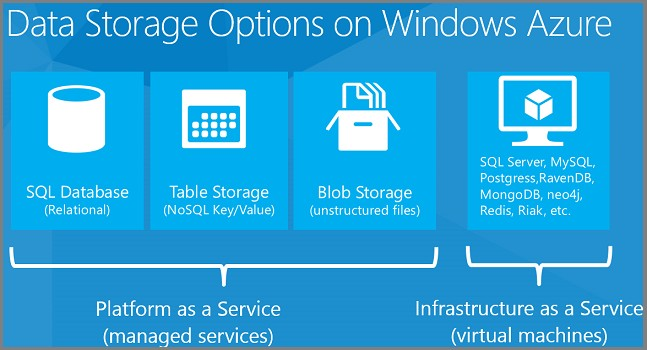 Data Storage Options on Windows Azure
SQL Database
(Relational)
Table Storage
(NoSQL Key/Value)
Blob Storage
(unstructured files)
SQL Server, MySQL,
Postgress,RavenDB,
MongoDB, neo4j,
Redis, Riak, etc.
Platform as a Service
(managed services)
Infrastructure as a Service
(virtual machines)